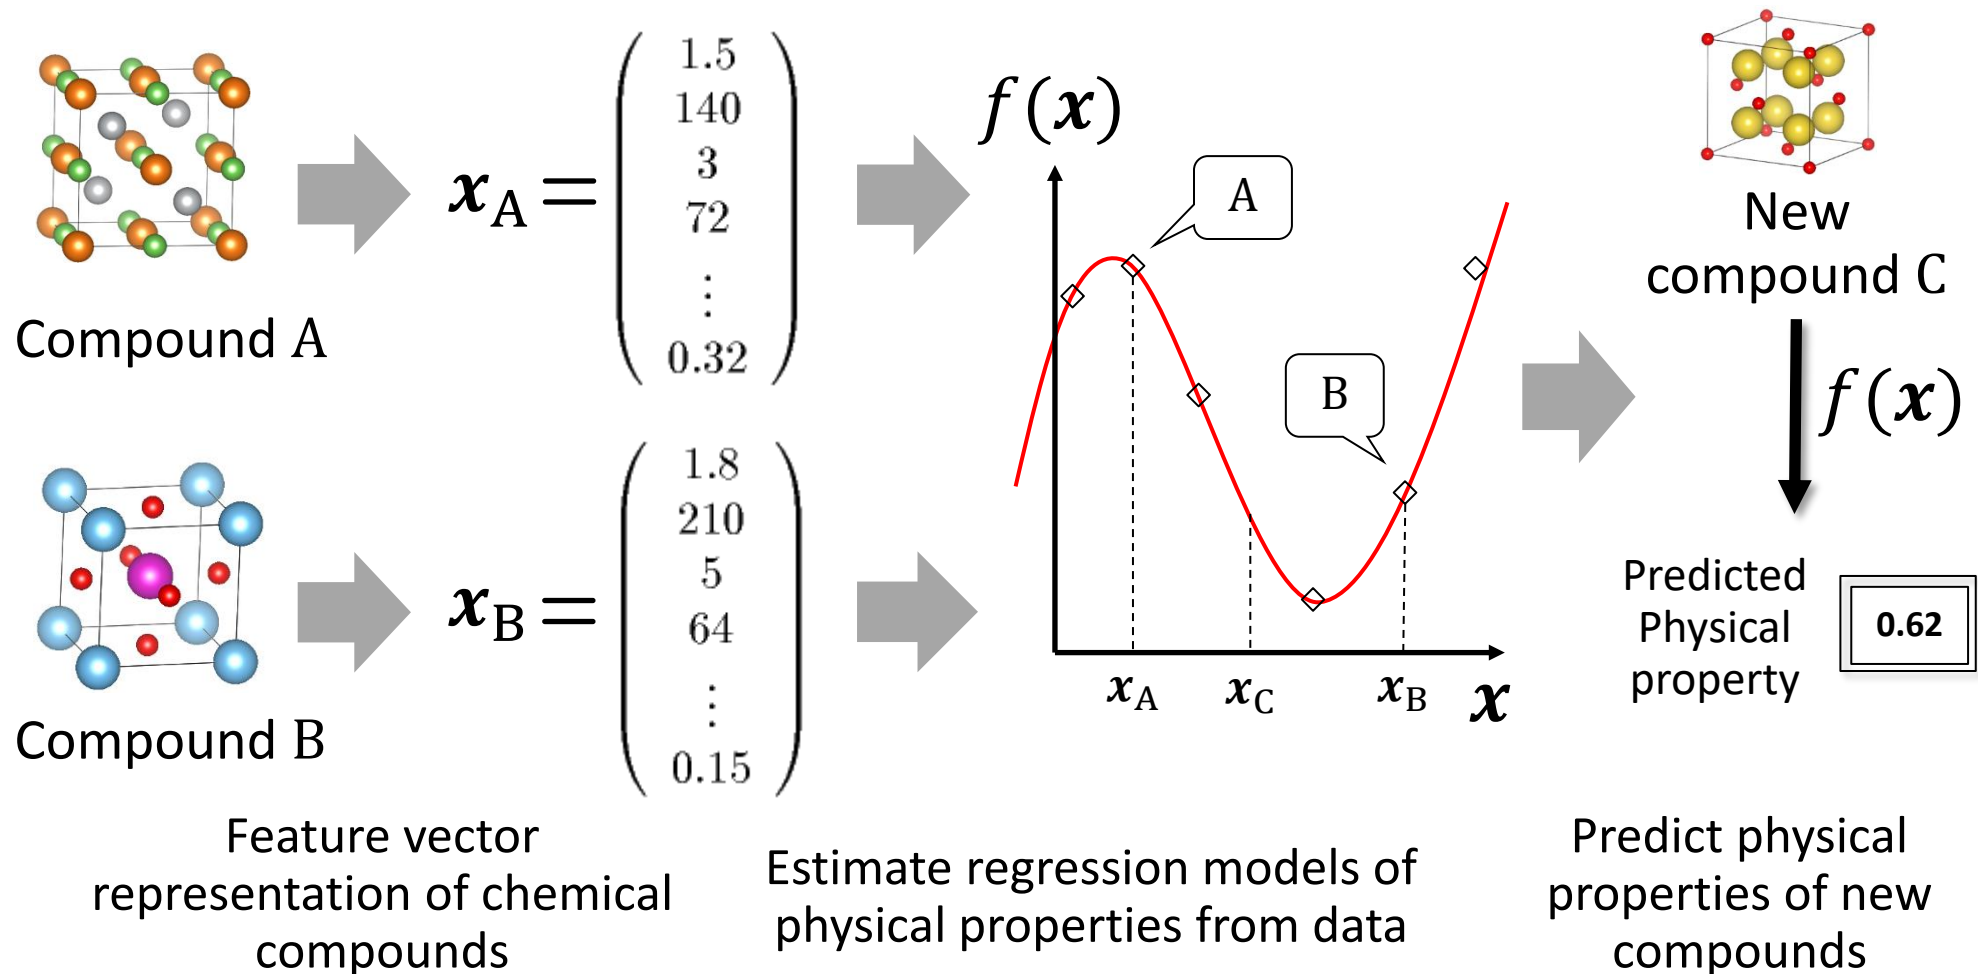 Compound A
x_A =
1.5
140
3
72
⋮
0.32
Compound B
x_B =
1.8
210
5
64
⋮
0.15
Feature vector
representation of chemical
compounds
f(x)
A
B
x_A
x_C
x_B
x
Estimate regression models of
physical properties from data
New
compound C
f(x)
Predicted
Physical
property
0.62
Predict physical
properties of new
compounds